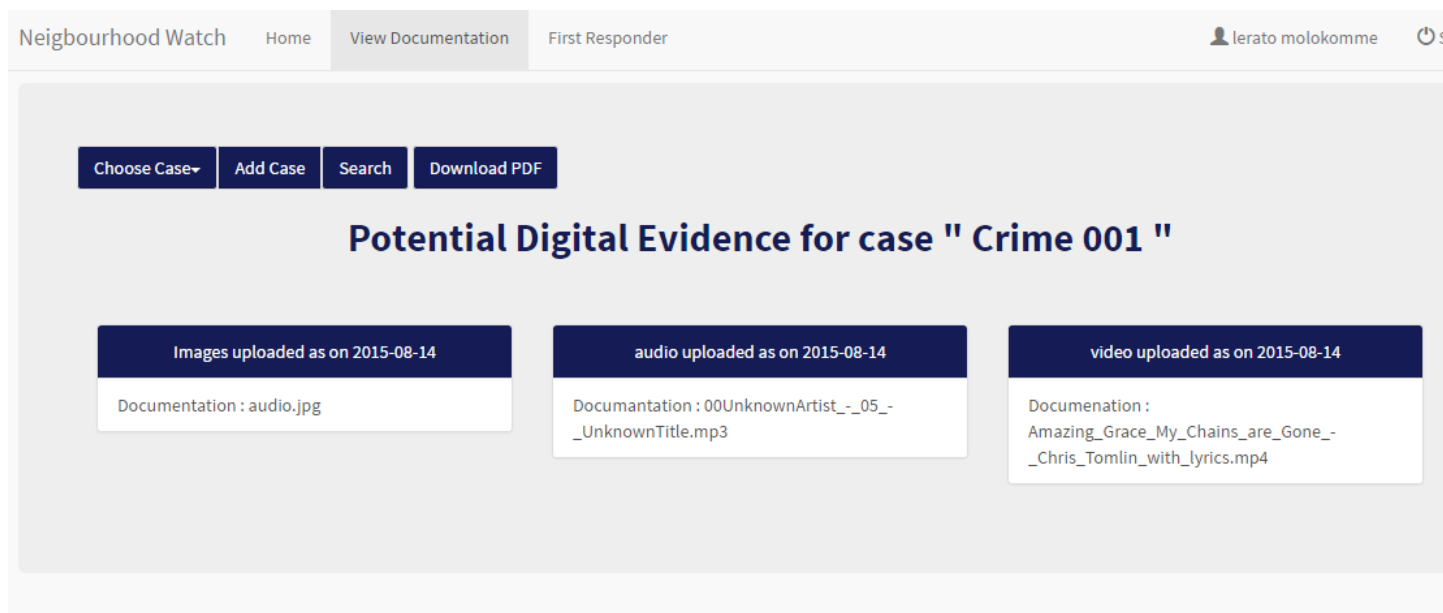 Neigbourhood Watch Home View Documentation First Responder lerato molokomme S
Choose Case Add Case Search Download PDF
Potential Digital Evidence for case " Crime 001 "
Images uploaded as on 2015-08-14
Documentation : audio.jpg
audio uploaded as on 2015-08-14
Documantation : 00UnknownArtist_-_05_-
_UnknownTitle.mp3
video uploaded as on 2015-08-14
Documenation :
Amazing_Grace_My_Chains_are_Gone_-
_Chris_Tomlin_with_lyrics.mp4